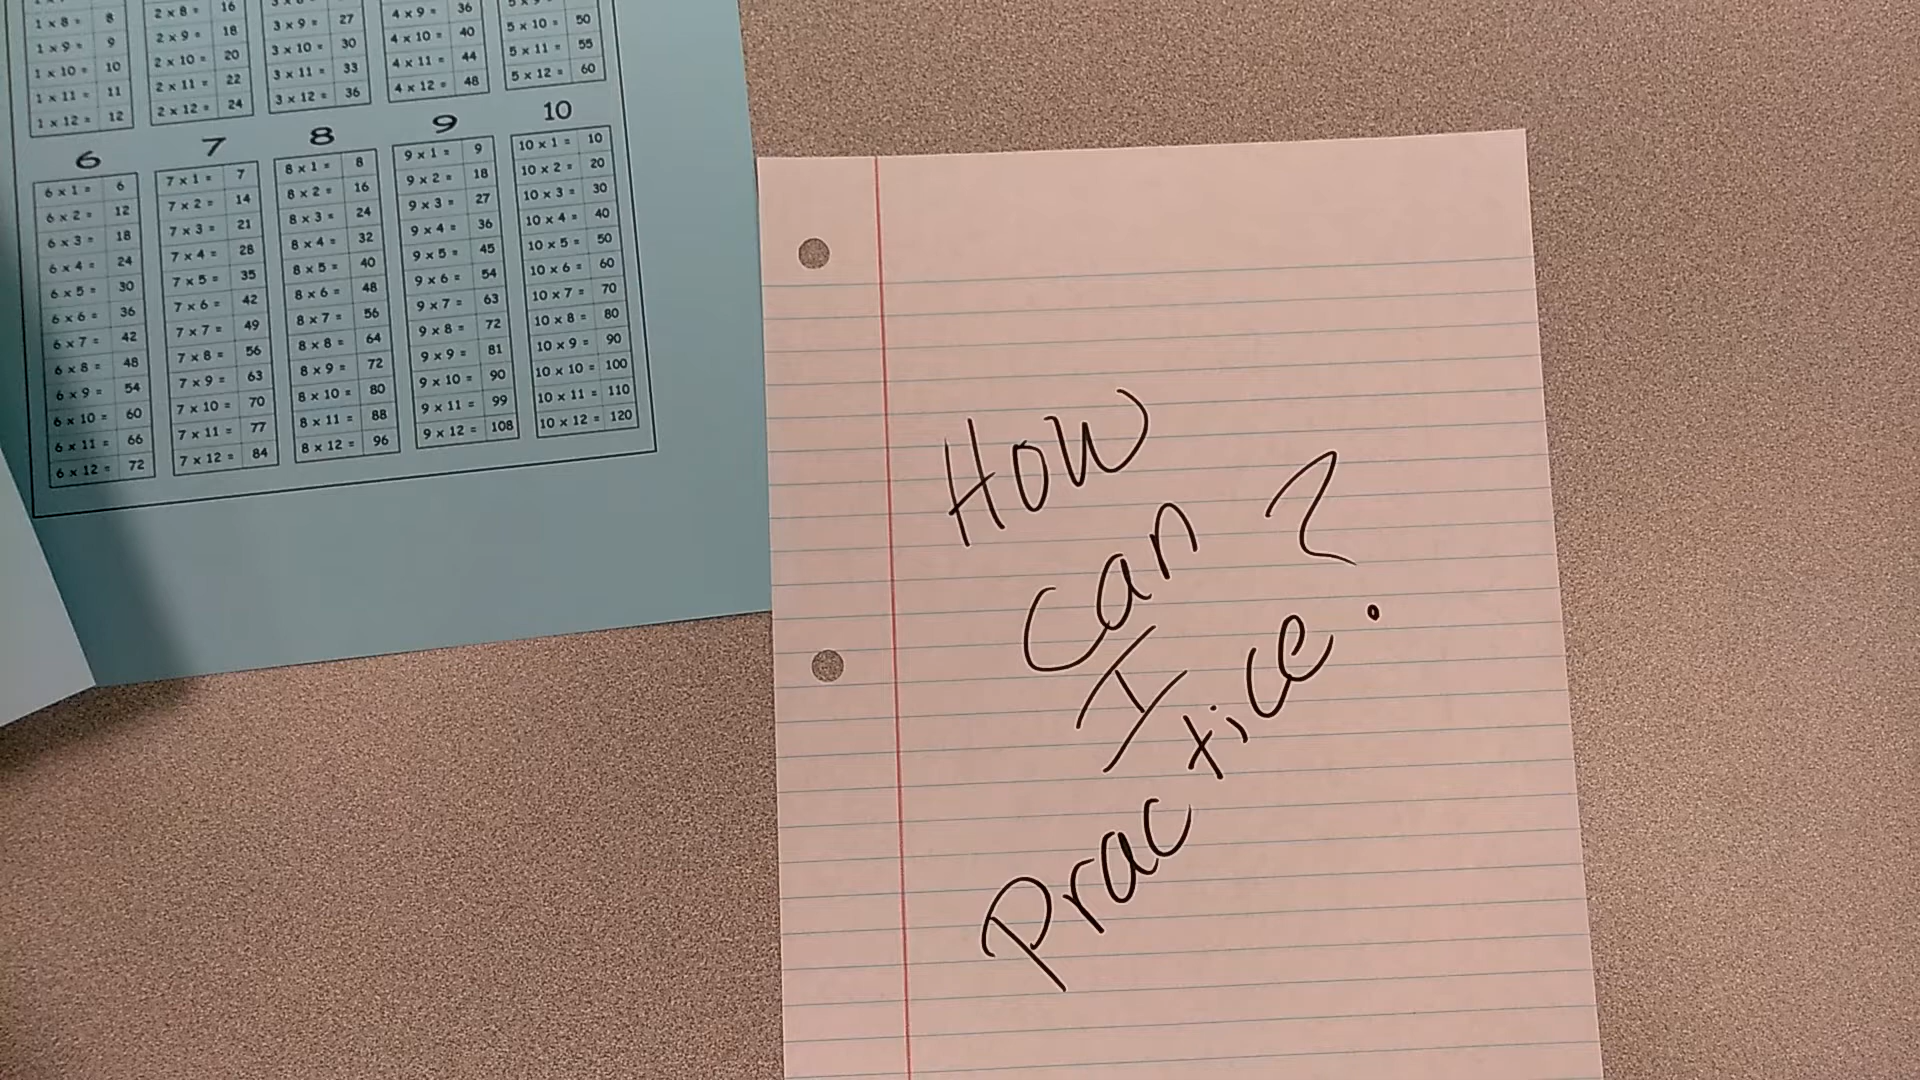 1 x 8 = 8
1 x 9 = 9
1 x 10 = 10
1 x 11 = 11
1 x 12 = 12
2 x 8 = 16
2 x 9 = 18
2 x 10 = 20
2 x 11 = 22
2 x 12 = 24
3 x 9 = 27
3 x 10 = 30
3 x 11 = 33
3 x 12 = 36
4 x 9 = 36
4 x 10 = 40
4 x 11 = 44
4 x 12 = 48
5 x 10 = 50
5 x 11 = 55
5 x 12 = 60
6
6 x 1 = 6
6 x 2 = 12
6 x 3 = 18
6 x 4 = 24
6 x 5 = 30
6 x 6 = 36
6 x 7 = 42
6 x 8 = 48
6 x 9 = 54
6 x 10 = 60
6 x 11 = 66
6 x 12 = 72
7
7 x 1 = 7
7 x 2 = 14
7 x 3 = 21
7 x 4 = 28
7 x 5 = 35
7 x 6 = 42
7 x 7 = 49
7 x 8 = 56
7 x 9 = 63
7 x 10 = 70
7 x 11 = 77
7 x 12 = 84
8
8 x 1 = 8
8 x 2 = 16
8 x 3 = 24
8 x 4 = 32
8 x 5 = 40
8 x 6 = 48
8 x 7 = 56
8 x 8 = 64
8 x 9 = 72
8 x 10 = 80
8 x 11 = 88
8 x 12 = 96
9
9 x 1 = 9
9 x 2 = 18
9 x 3 = 27
9 x 4 = 36
9 x 5 = 45
9 x 6 = 54
9 x 7 = 63
9 x 8 = 72
9 x 9 = 81
9 x 10 = 90
9 x 11 = 99
9 x 12 = 108
10
10 x 1 = 10
10 x 2 = 20
10 x 3 = 30
10 x 4 = 40
10 x 5 = 50
10 x 6 = 60
10 x 7 = 70
10 x 8 = 80
10 x 9 = 90
10 x 10 = 100
10 x 11 = 110
10 x 12 = 120
How
Can
I
Practice?